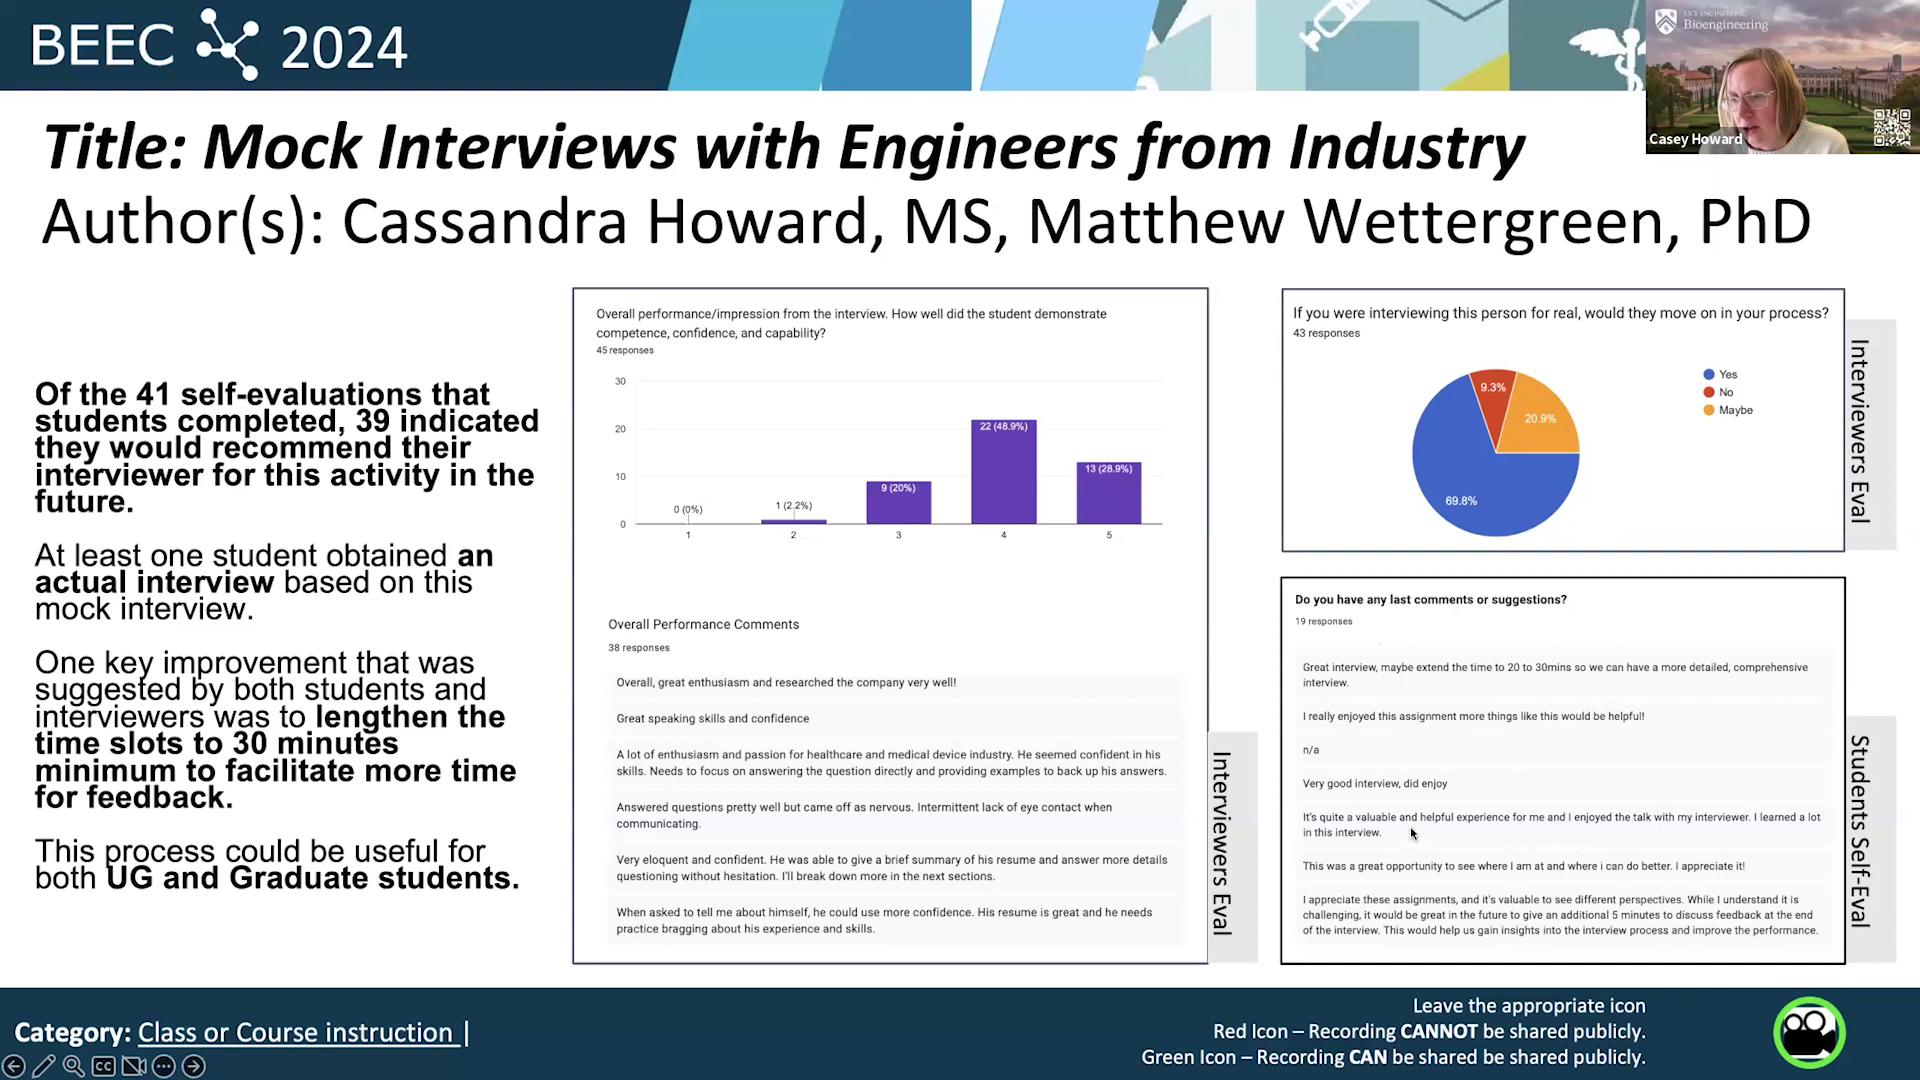 BEEC 2024
RICE ENGINEERING
Bioengineering
Casey Howard
Title: Mock Interviews with Engineers from Industry
Author(s): Cassandra Howard, MS, Matthew Wettergreen, PhD
Of the 41 self-evaluations that
students completed, 39 indicated
they would recommend their
interviewer for this activity in the
future.
At least one student obtained an
actual interview based on this
mock interview.
One key improvement that was
suggested by both students and
interviewers was to lengthen the
time slots to 30 minutes
minimum to facilitate more time
for feedback.
This process could be useful for
both UG and Graduate students.
Overall performance/impression from the interview. How well did the student demonstrate
competence, confidence, and capability?
45 responses
30
20
10
0
0 (0%)
1 (2.2%)
9 (20%)
22 (48.9%)
13 (28.9%)
1
2
3
4
5
Overall Performance Comments
38 responses
Overall, great enthusiasm and researched the company very well!
Great speaking skills and confidence
A lot of enthusiasm and passion for healthcare and medical device industry. He seemed confident in his
skills. Needs to focus on answering the question directly and providing examples to back up his answers.
Answered questions pretty well but came off as nervous. Intermittent lack of eye contact when
communicating.
Very eloquent and confident. He was able to give a brief summary of his resume and answer more details
questioning without hesitation. I'll break down more in the next sections.
When asked to tell me about himself, he could use more confidence. His resume is great and he needs
practice bragging about his experience and skills.
Interviewers Eval
If you were interviewing this person for real, would they move on in your process?
43 responses
9.3%
20.9%
69.8%
Yes
No
Maybe
Interviewers Eval
Do you have any last comments or suggestions?
19 responses
Great interview, maybe extend the time to 20 to 30mins so we can have a more detailed, comprehensive
interview.
I really enjoyed this assignment more things like this would be helpful!
n/a
Very good interview, did enjoy
It's quite a valuable and helpful experience for me and I enjoyed the talk with my interviewer. I learned a lot
in this interview.
This was a great opportunity to see where I am at and where i can do better. I appreciate it!
I appreciate these assignments, and it's valuable to see different perspectives. While I understand it is
challenging, it would be great in the future to give an additional 5 minutes to discuss feedback at the end
of the interview. This would help us gain insights into the interview process and improve the performance.
Students Self-Eval
Category: Class or Course instruction |
CC
Leave the appropriate icon
Red Icon – Recording CANNOT be shared publicly.
Green Icon – Recording CAN be shared be shared publicly.